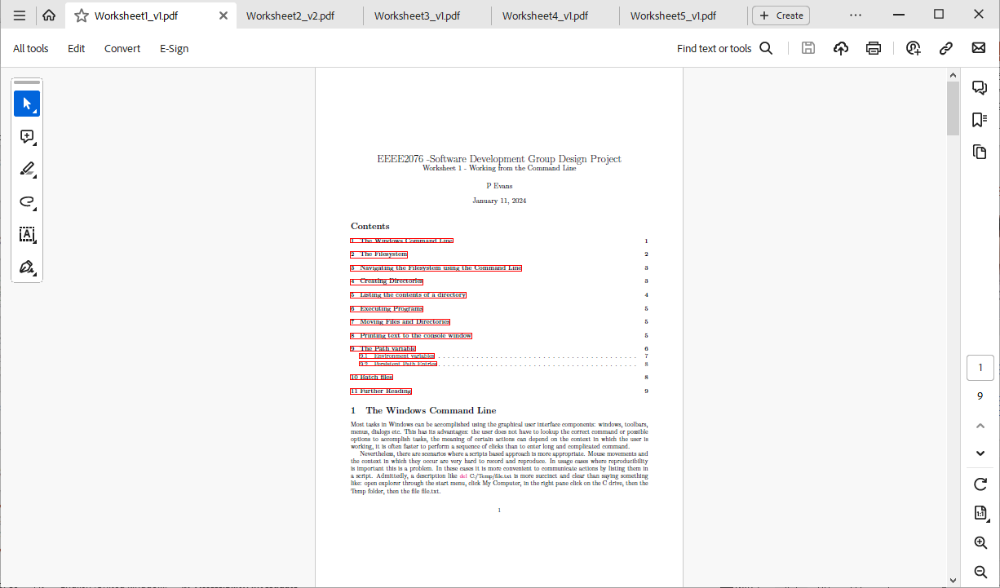 Worksheet1_v1.pdf
Worksheet2_v2.pdf
Worksheet3_v1.pdf
Worksheet4_v1.pdf
Worksheet5_v1.pdf
Create
All tools
Edit
Convert
E-Sign
Find text or tools
EEEE2076 -Software Development Group Design Project
Worksheet 1 - Working from the Command Line
P Evans
January 11, 2024
Contents
1 The Windows Command Line 1
2 The Filesystem 2
3 Navigating the Filesystem using the Command Line 3
4 Creating Directories 3
5 Listing the contents of a directory 4
6 Executing Programs 5
7 Moving Files and Directories 5
8 Printing text to the console window 5
9 The Path variable 6
9.1 Environment variables 7
9.2 Persistent Path Entries 8
10 Batch files 8
11 Further Reading 9
1 The Windows Command Line
Most tasks in Windows can be accomplished using the graphical user interface components: windows, toolbars,
menus, dialogs etc. This has its advantages: the user does not have to lookup the correct command or possible
options to accomplish tasks, the meaning of certain actions can depend on the context in which the user is
working, it is often faster to perform a sequence of clicks than to enter long and complicated command.
Nevertheless, there are scenarios where a scripts based approach is more appropriate. Mouse movements and
the context in which they occur are very hard to record and reproduce. In usage cases where reproducibility
is important this is a problem. In these cases it is more convenient to communicate actions by listing them in
a script. Admittedly, a description like del C:/Temp/file.txt is more succinct and clear than saying something
like: open explorer through the start menu, click My Computer, in the right pane click on the C drive, then the
Temp folder, then the file file.txt.
1
1
9
1:1